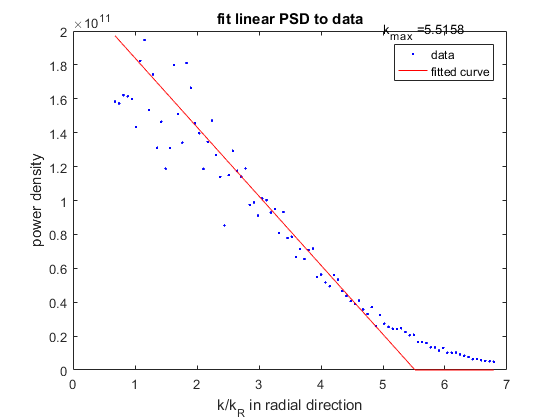 fit linear PSD to data
×10^11
k_max =5.5158
data
fitted curve
2
1.8
1.6
1.4
1.2
1
0.8
0.6
0.4
0.2
0
power density
0 1 2 3 4 5 6 7
k/k_R in radial direction